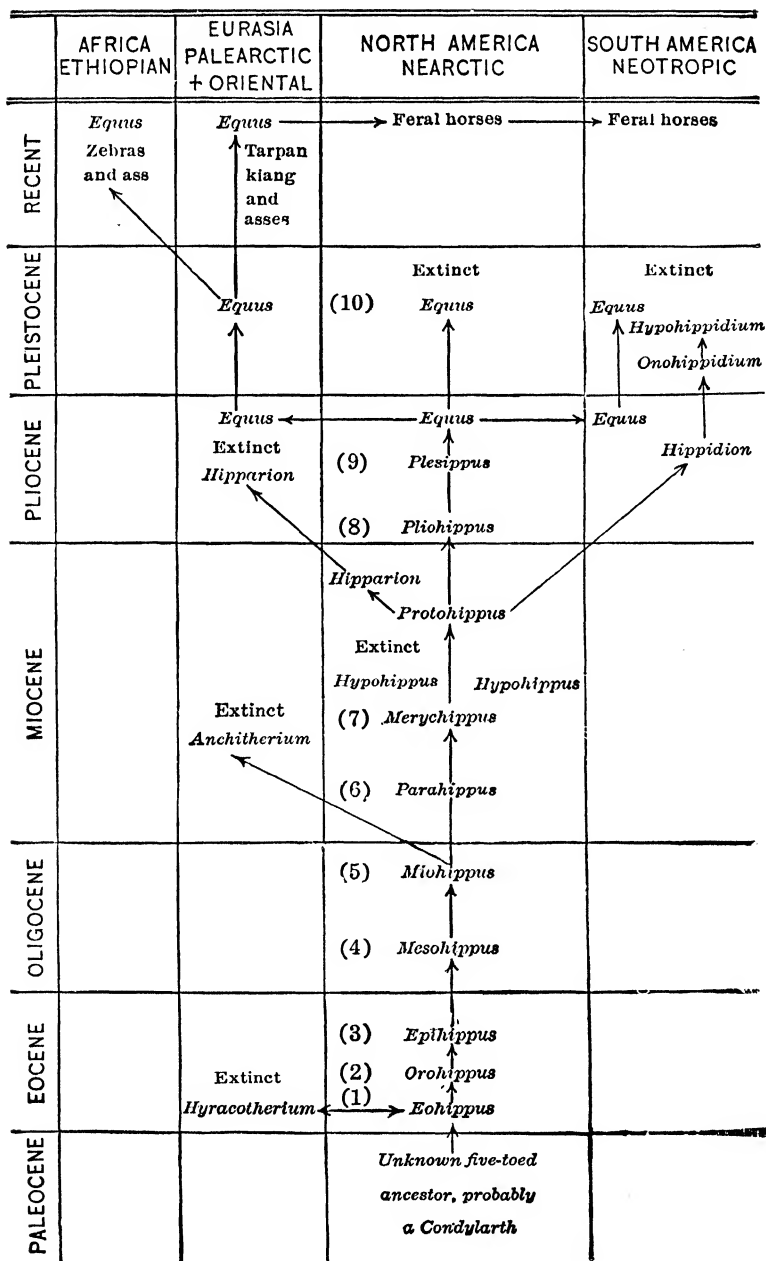 AFRICA
ETHIOPIAN
EURASIA
PALEARCTIC
+ ORIENTAL
NORTH AMERICA
NEARCTIC
SOUTH AMERICA
NEOTROPIC
RECENT
Equus
Zebras
and ass
Equus
Tarpan
kiang
and
asses
Feral horses
Feral horses
PLEISTOCENE
Equus
Extinct
(10) Equus
Extinct
Equus
Hypohippidium
Onohippidium
PLIOCENE
Equus
Extinct
Hipparion
Equus
(9) Plesippus
(8) Pliohippus
Equus
Hippidion
MIOCENE
Extinct
Anchitherium
Hipparion
Protohippus
Extinct
Hypohippus
Hypohippus
(7) Merychippus
(6) Parahippus
OLIGOCENE
(5) Miohippus
(4) Mesohippus
EOCENE
Extinct
Hyracotherium
(3) Epihippus
(2) Orohippus
(1) Eohippus
PALEOCENE
Unknown five-toed
ancestor, probably
a Condylarth